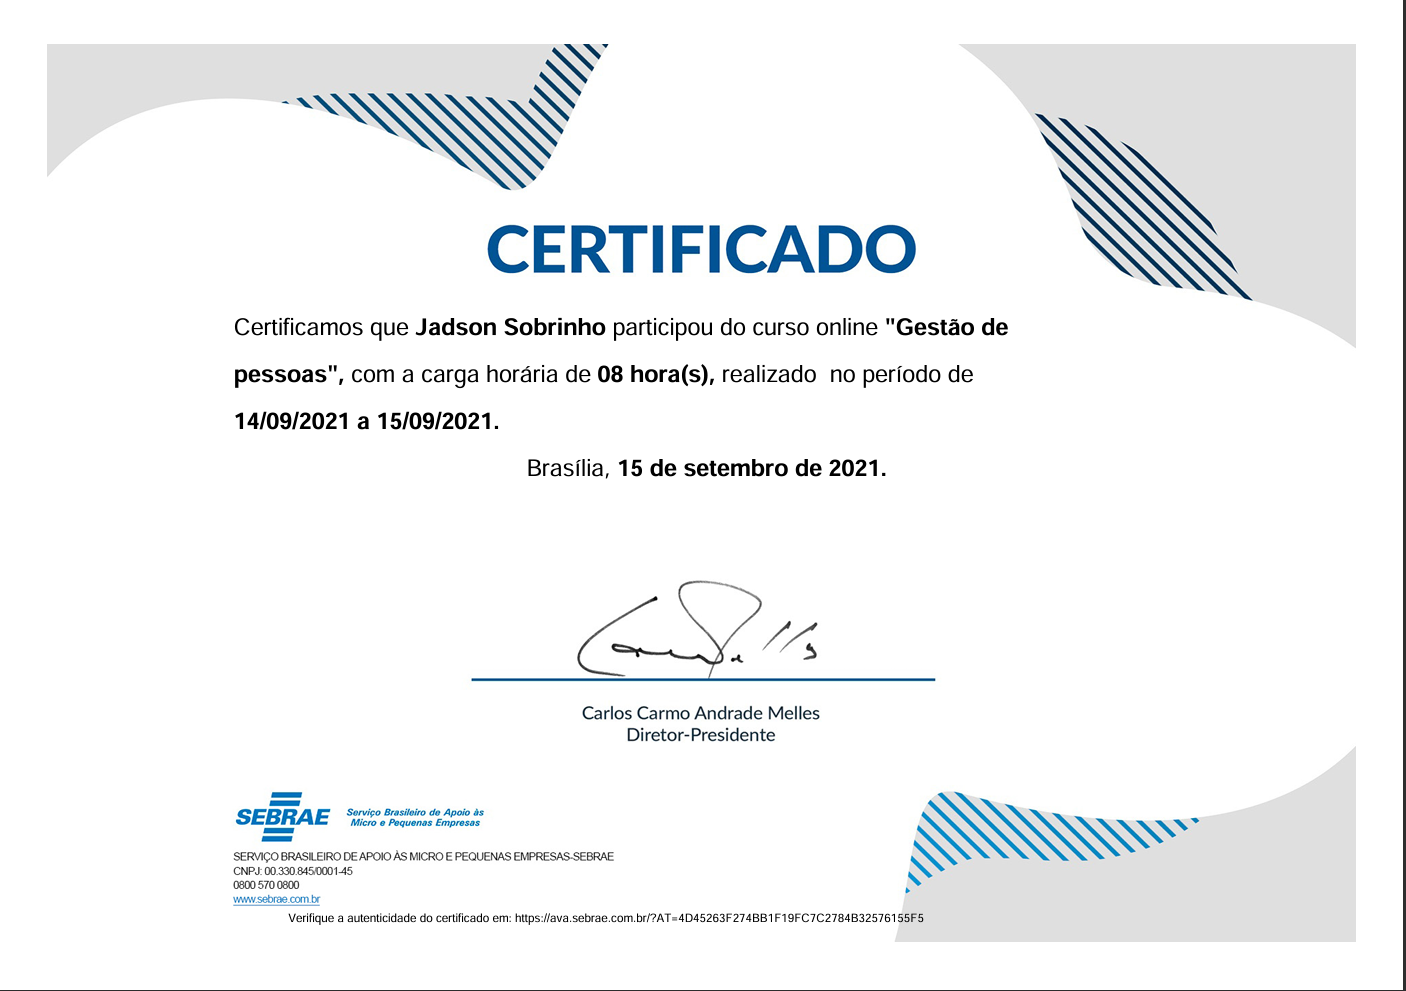 CERTIFICADO
Certificamos que Jadson Sobrinho participou do curso online "Gestão de
pessoas", com a carga horária de 08 hora(s), realizado  no período de
14/09/2021 a 15/09/2021.
Brasília, 15 de setembro de 2021.
Carlos Carmo Andrade Melles
Diretor-Presidente
SEBRAE
Serviço Brasileiro de Apoio às
Micro e Pequenas Empresas
SERVIÇO BRASILEIRO DE APOIO ÀS MICRO E PEQUENAS EMPRESAS-SEBRAE
CNPJ: 00.330.845/0001-45
0800 570 0800
www.sebrae.com.br
Verifique a autenticidade do certificado em: https://ava.sebrae.com.br/?AT=4D45263F274BB1F19FC7C2784B32576155F5